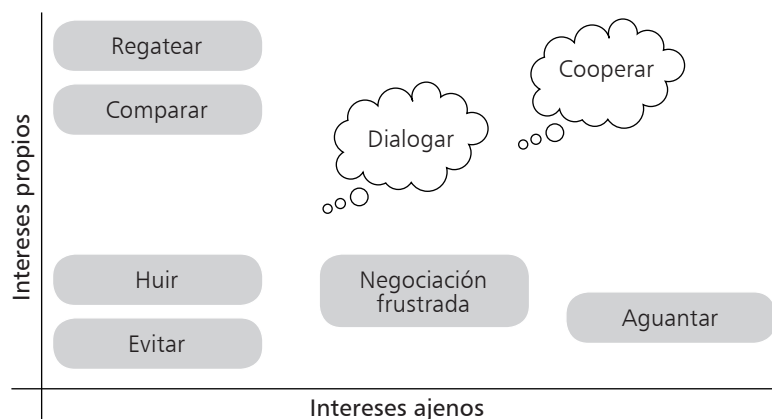 Regatear
Cooperar
Comparar
Dialogar
Intereses propios
Huir
Negociación
frustrada
Aguantar
Evitar
Intereses ajenos